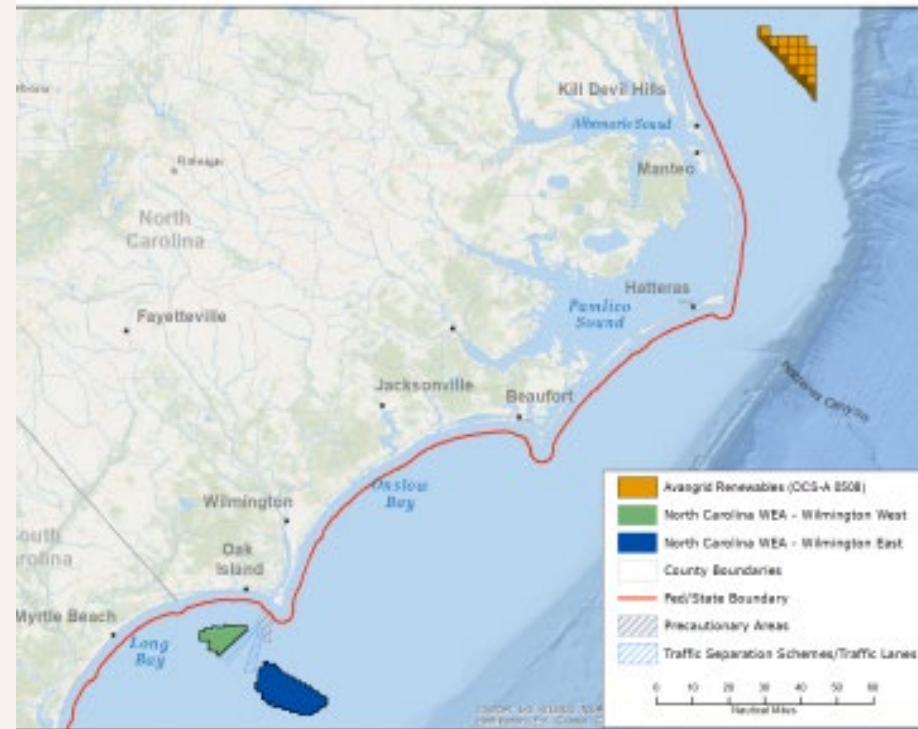 Kill Devil Hills
Albemarle Sound
Manteo
Raleigh
North
Carolina
Hatteras
Pamlico
Sound
Fayetteville
Hatteras Canyon
Jacksonville
Beaufort
Onslow
Bay
Wilmington
Oak
Island
South
Carolina
Myrtle Beach
Long
Bay
Avangrid Renewables (OCS-A 0508)
North Carolina WEA - Wilmington West
North Carolina WEA - Wilmington East
County Boundaries
Fed/State Boundary
Precautionary Areas
Traffic Separation Schemes/Traffic Lanes
0 10 20 30 40 50 60
Nautical Miles